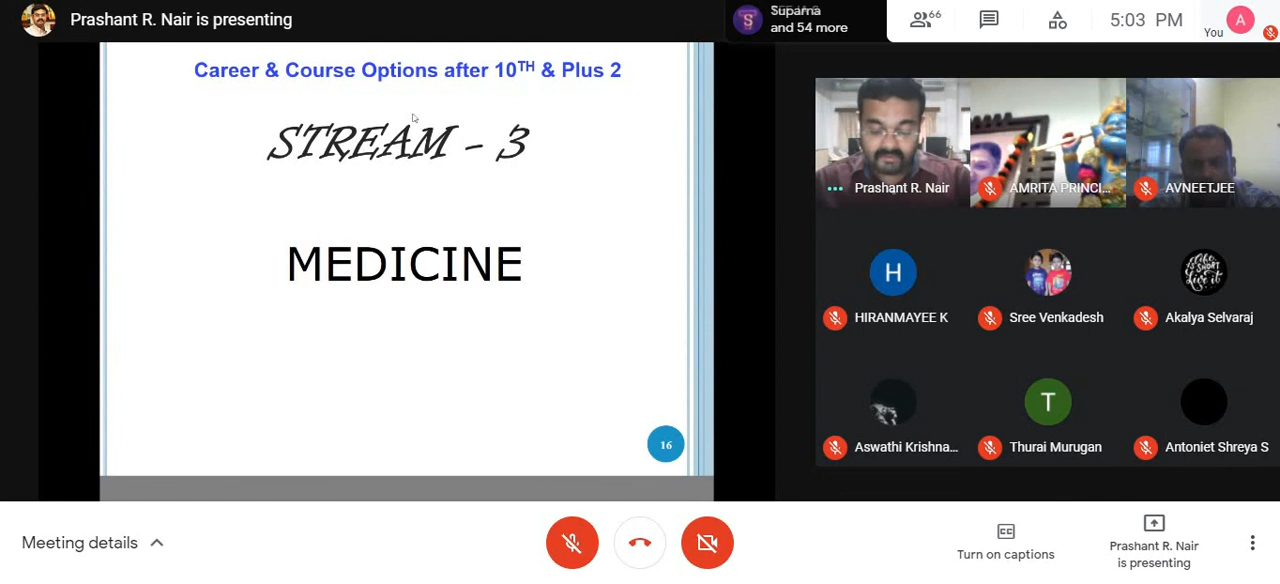 Prashant R. Nair is presenting
Suparna
and 54 more
66
5:03 PM
You
A
Career & Course Options after 10TH & Plus 2
STREAM - 3
MEDICINE
16
Prashant R. Nair
AMRITA PRINCI...
AVNEETJEE
H
HIRANMAYEE K
Sree Venkadesh
Akalya Selvaraj
Aswathi Krishna...
T
Thurai Murugan
Antoniet Shreya S
Meeting details
CC
Turn on captions
Prashant R. Nair
is presenting